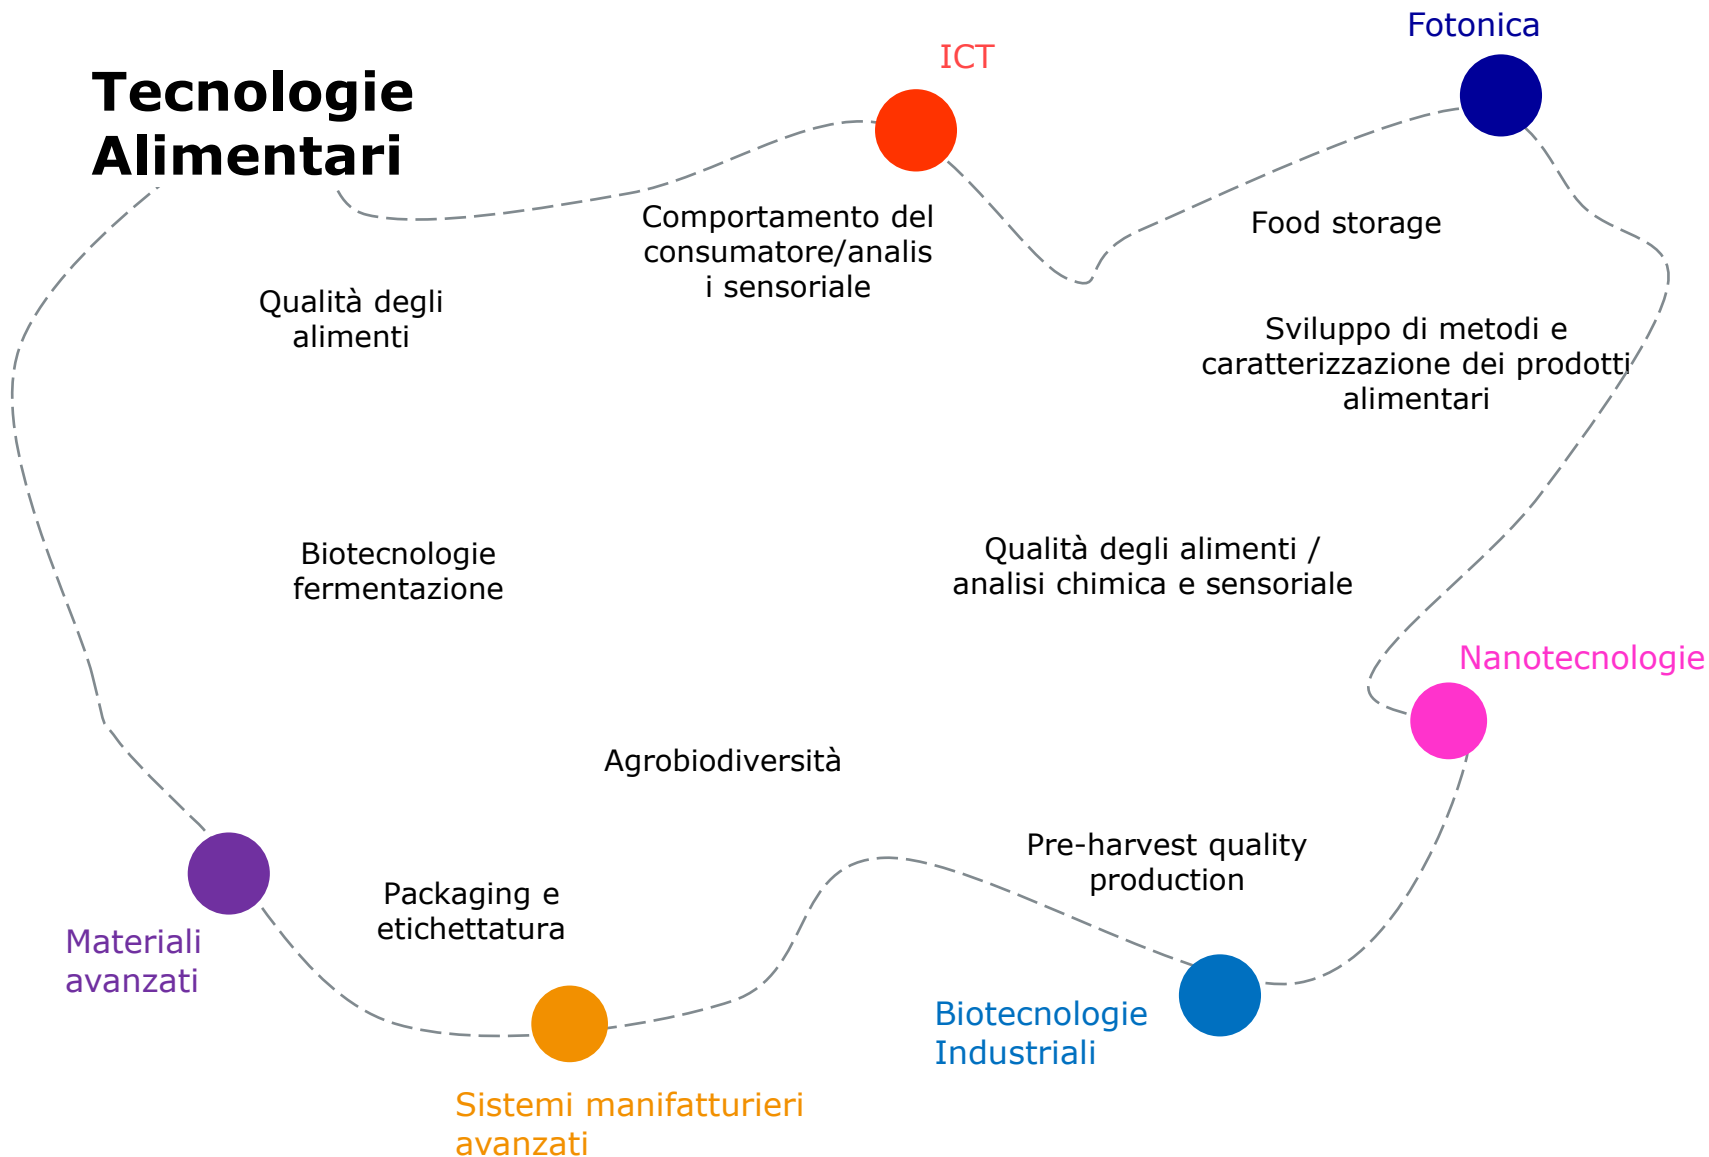 Fotonica
ICT
Tecnologie
Alimentari
Comportamento del
consumatore/analis
i sensoriale
Food storage
Qualità degli
alimenti
Sviluppo di metodi e
caratterizzazione dei prodotti
alimentari
Biotecnologie
fermentazione
Qualità degli alimenti /
analisi chimica e sensoriale
Nanotecnologie
Agrobiodiversità
Pre-harvest quality
production
Packaging e
etichettatura
Materiali
avanzati
Biotecnologie
Industriali
Sistemi manifatturieri
avanzati